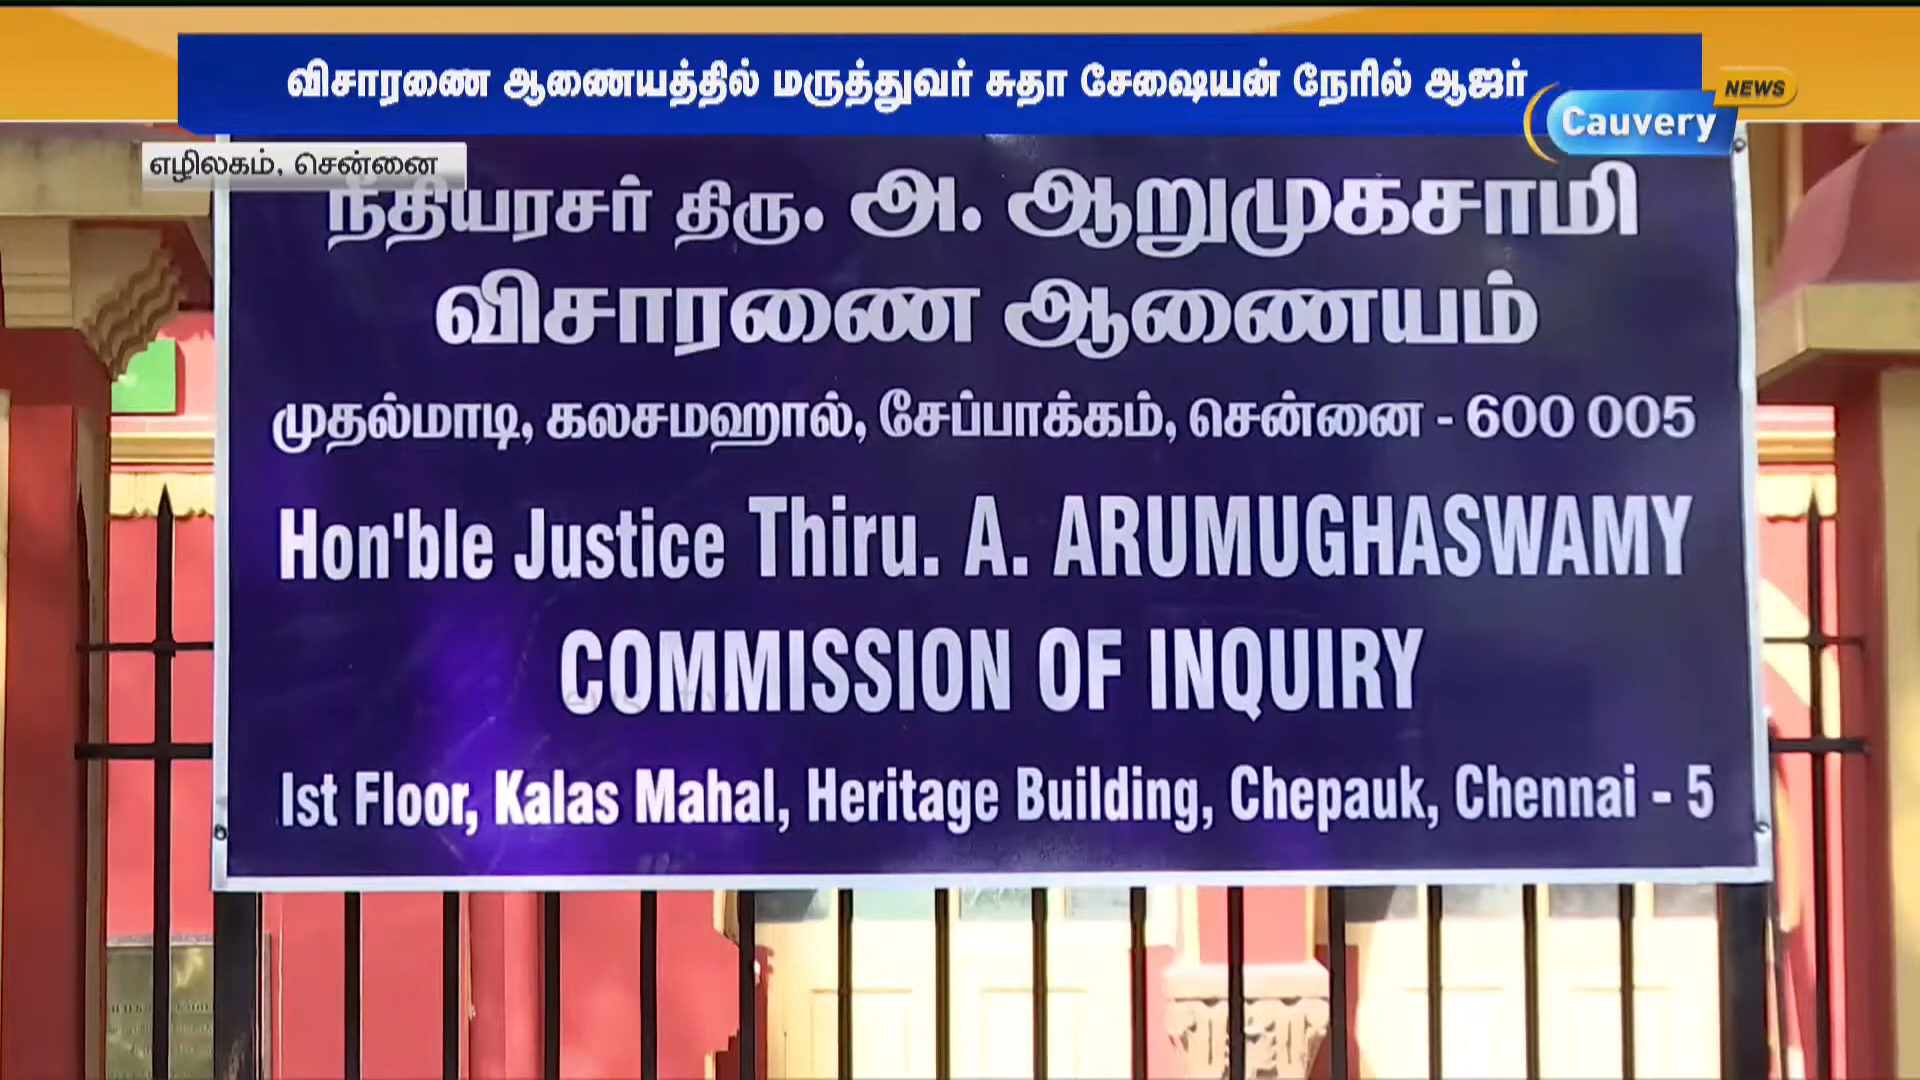 விசாரணை ஆணையத்தில் மருத்துவர் சுதா சேஷையன் நேரில் ஆஜர்
NEWS
Cauvery
எழிலகம், சென்னை
நீதியரசர் திரு. அ. ஆறுமுகசாமி
விசாரணை ஆணையம்
முதல்மாடி, கலசமஹால், சேப்பாக்கம், சென்னை - 600 005
Hon'ble Justice Thiru. A. ARUMUGHASWAMY
COMMISSION OF INQUIRY
Ist Floor, Kalas Mahal, Heritage Building, Chepauk, Chennai - 5